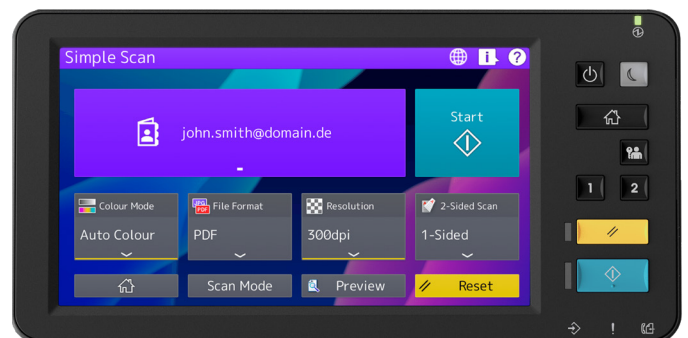 Simple Scan
john.smith@domain.de
Start
Colour Mode
Auto Colour
JPG
PDF
File Format
PDF
Resolution
300dpi
2-Sided Scan
1-Sided
Scan Mode
Preview
Reset
1
2